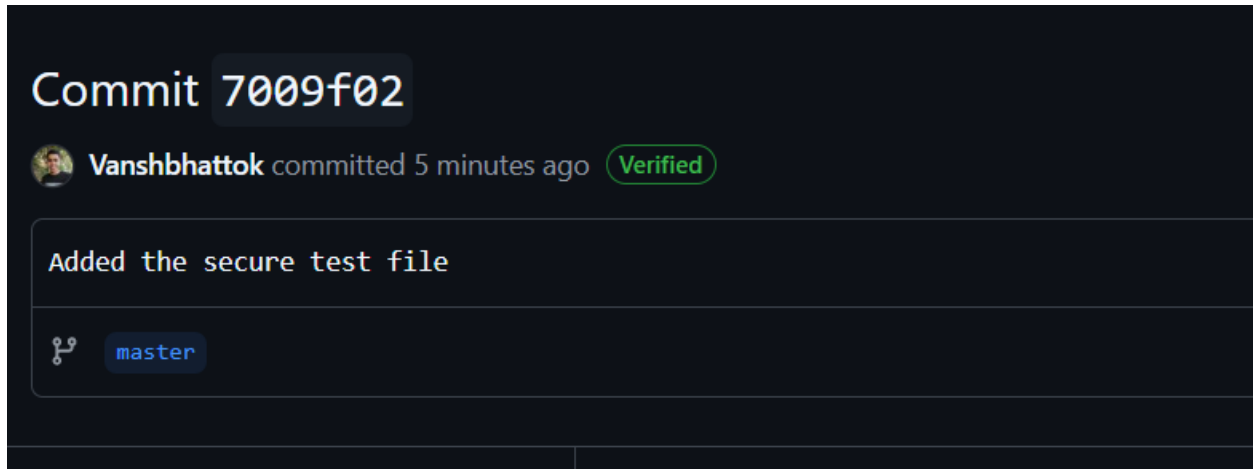 Commit 7009f02
Vanshbhattok committed 5 minutes ago Verified
Added the secure test file
master